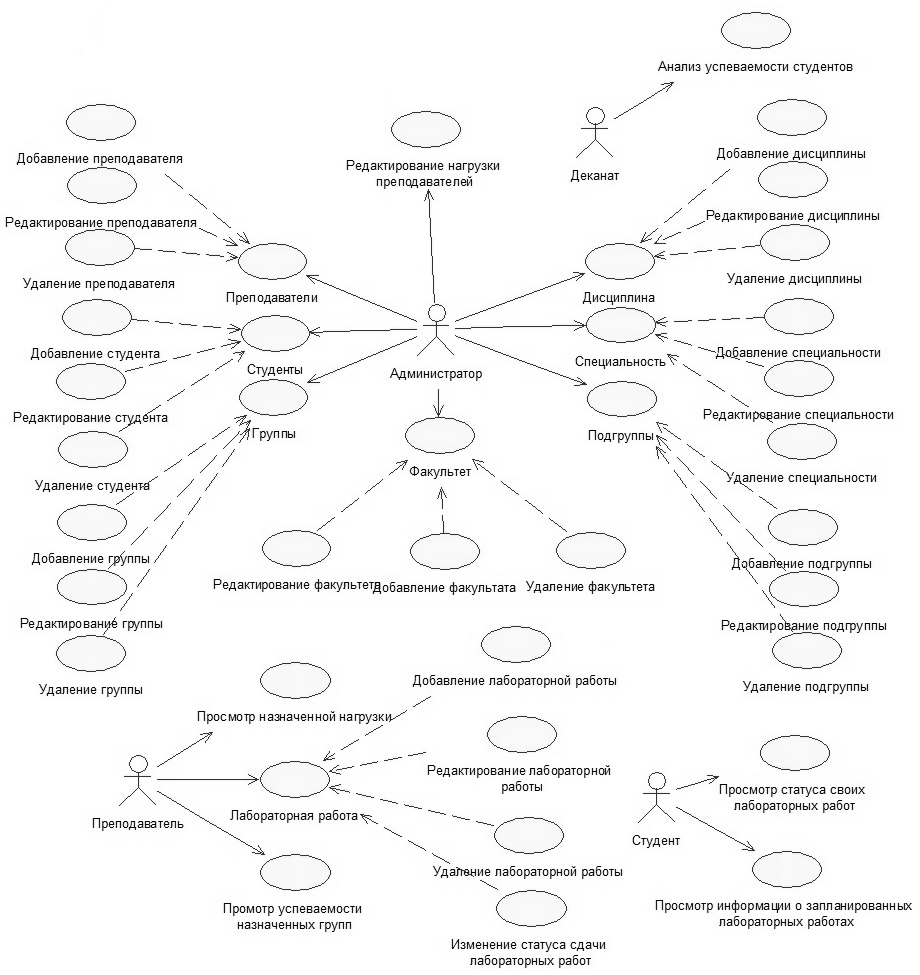 Анализ успеваемости студентов
Деканат
Добавление преподавателя
Редактирование преподавателя
Удаление преподавателя
Преподаватели
Редактирование нагрузки
преподавателей
Добавление дисциплины
Редактирование дисциплины
Удаление дисциплины
Дисциплина
Добавление студента
Редактирование студента
Удаление студента
Студенты
Администратор
Специальность
Добавление специальности
Редактирование специальности
Удаление специальности
Группы
Добавление группы
Редактирование группы
Удаление группы
Факультет
Редактирование факультета
Добавление факультата
Удаление факультета
Подгруппы
Добавление подгруппы
Редактирование подгруппы
Удаление подгруппы
Просмотр назначенной нагрузки
Преподаватель
Лабораторная работа
Промотр успеваемости
назначенных групп
Добавление лабораторной работы
Редактирование лабораторной
работы
Удаление лабораторной работы
Изменение статуса сдачи
лабораторных работ
Студент
Просмотр статуса своих
лабораторных работ
Просмотр информации о запланированных
лабораторных работах